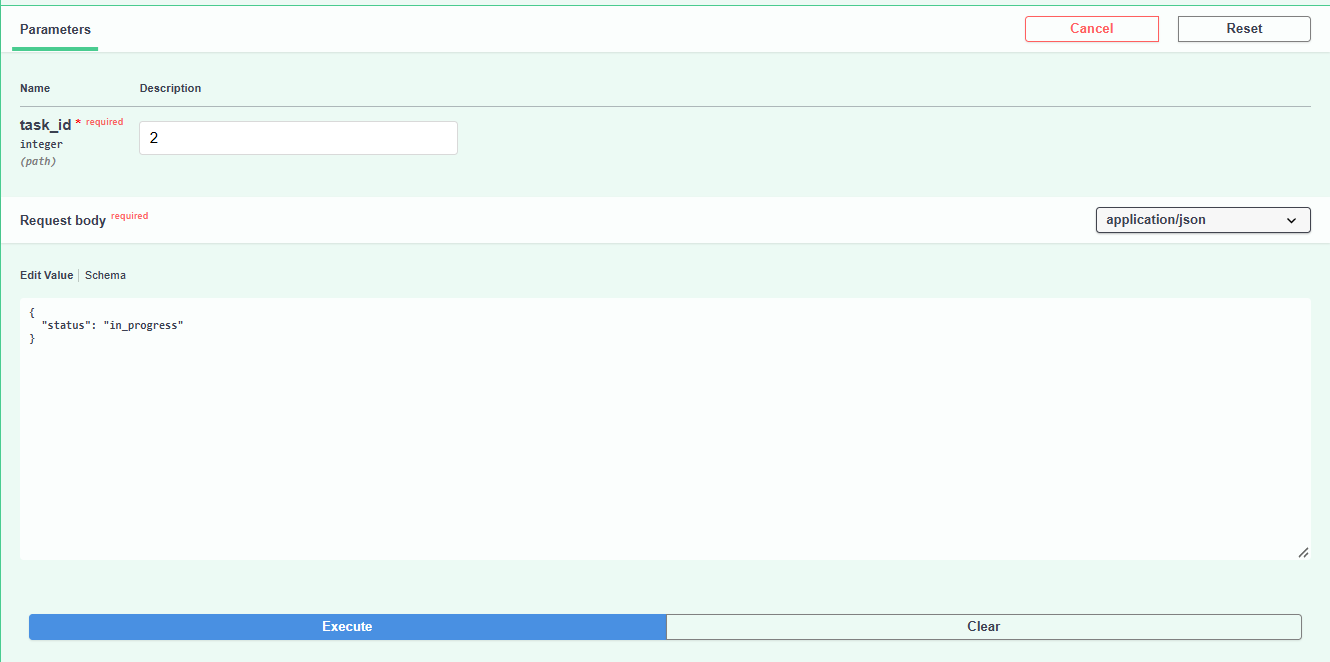 Parameters
Cancel
Reset
Name
Description
task_id * required
integer
(path)
2
Request body required
application/json
Edit Value | Schema
{
  "status": "in_progress"
}
Execute
Clear